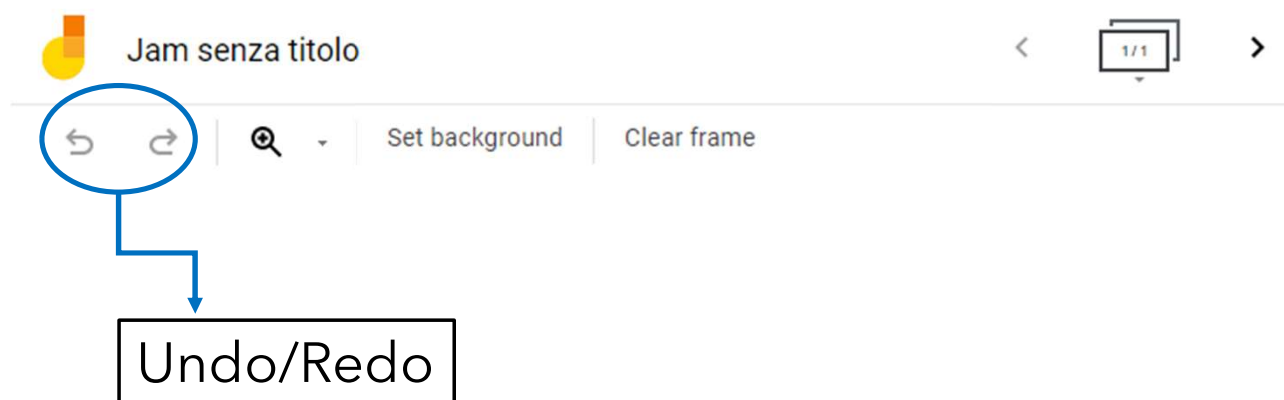 Jam senza titolo
1/1
Set background
Clear frame
Undo/Redo